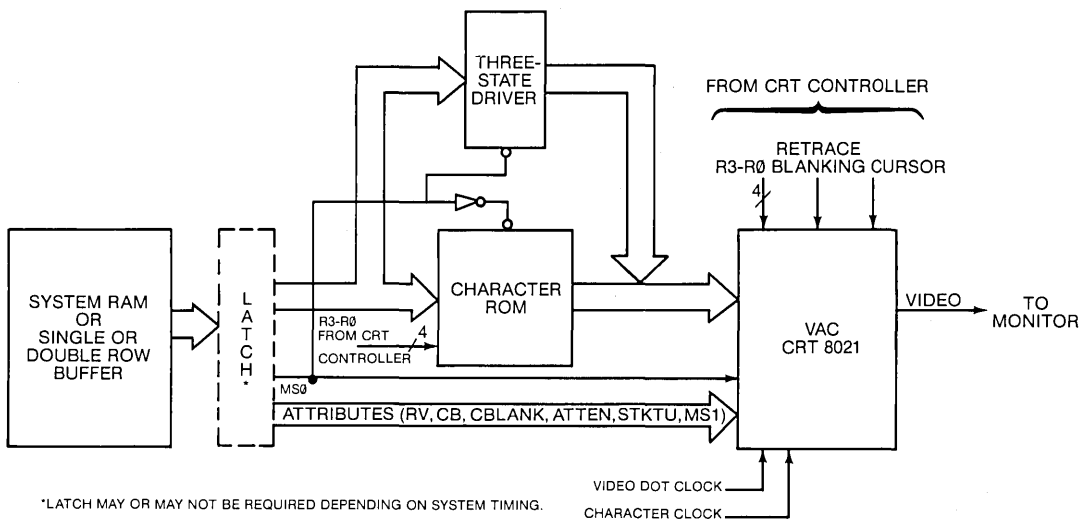 THREE-
STATE
DRIVER
FROM CRT CONTROLLER
RETRACE
R3-RØ BLANKING CURSOR
4
SYSTEM RAM
OR
SINGLE OR
DOUBLE ROW
BUFFER
L
A
T
C
H
*
R3-RØ
FROM CRT
CONTROLLER
4
CHARACTER
ROM
MSØ
ATTRIBUTES (RV, CB, CBLANK, ATTEN, STKTU, MS1)
VAC
CRT 8021
VIDEO
TO
MONITOR
VIDEO DOT CLOCK
CHARACTER CLOCK
*LATCH MAY OR MAY NOT BE REQUIRED DEPENDING ON SYSTEM TIMING.